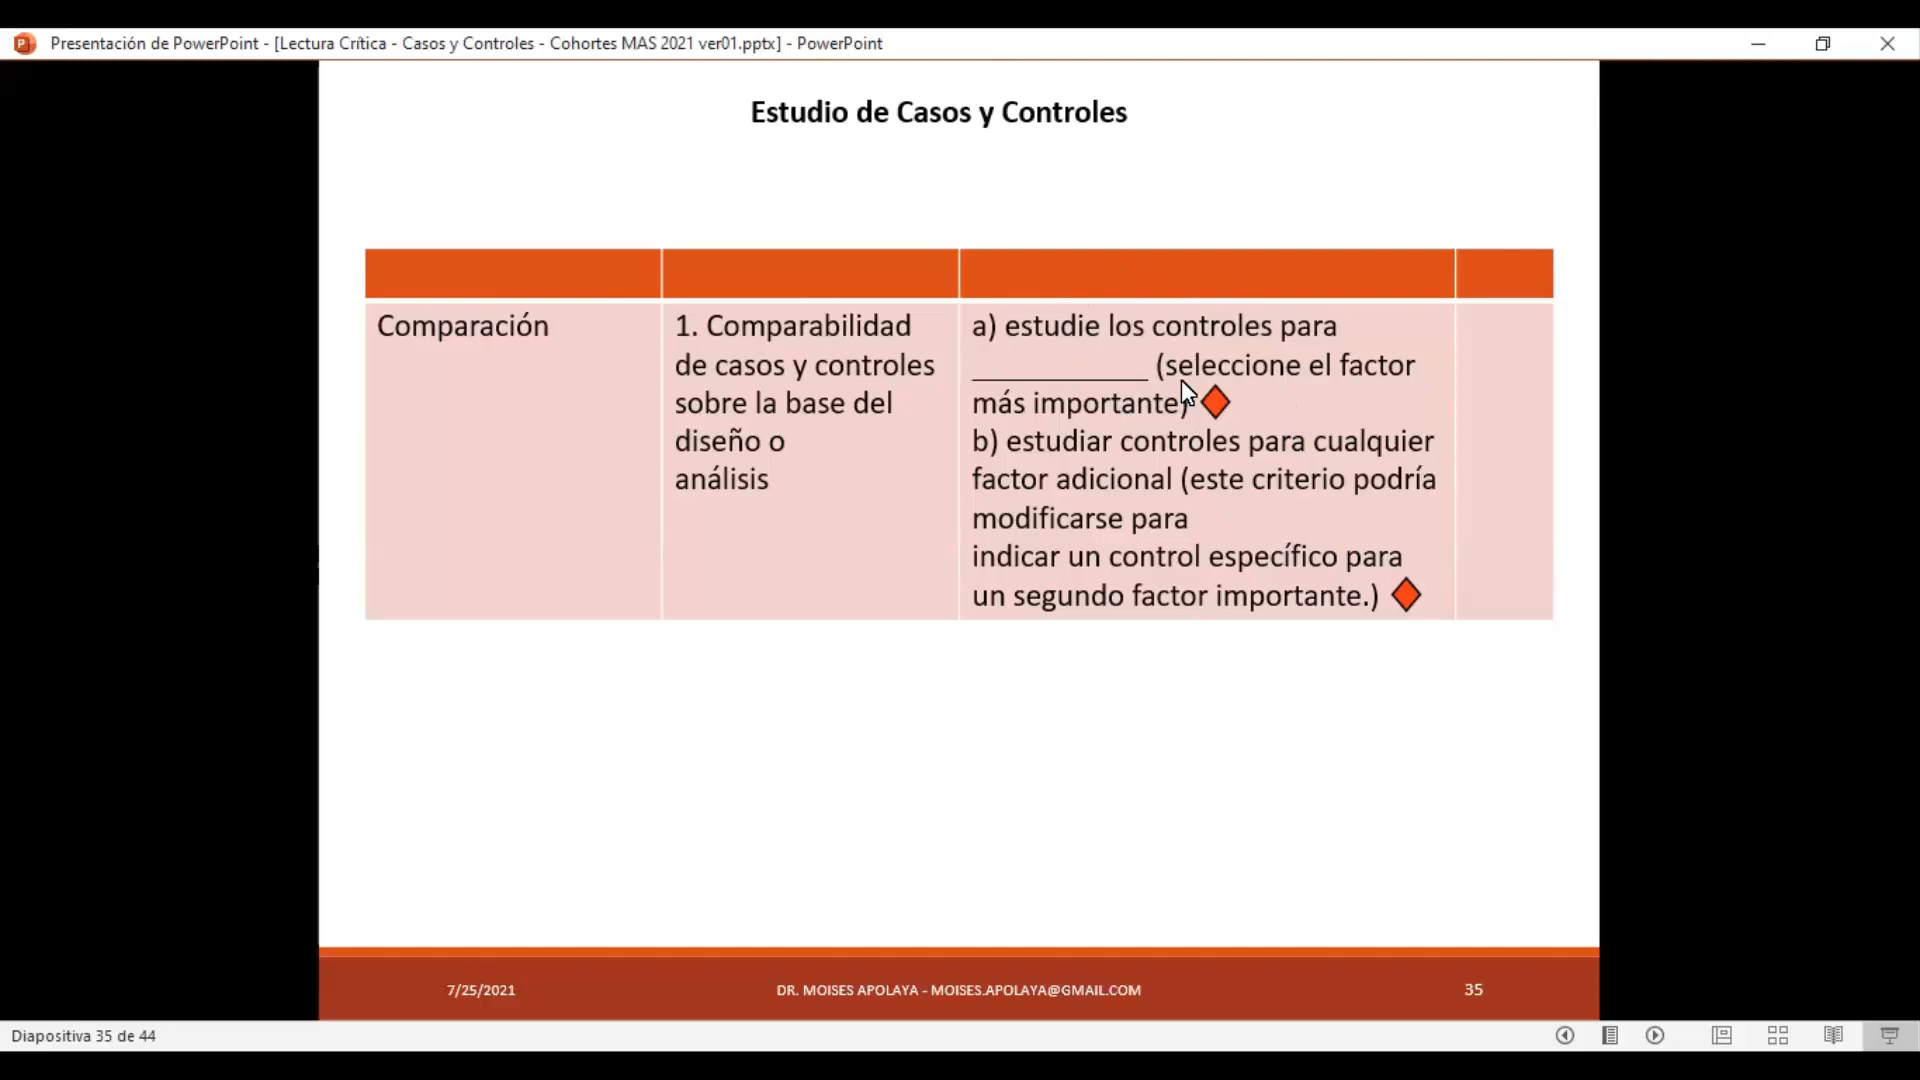 Presentación de PowerPoint - [Lectura Crítica - Casos y Controles - Cohortes MAS 2021 ver01.pptx] - PowerPoint
Estudio de Casos y Controles
Comparación
1. Comparabilidad
de casos y controles
sobre la base del
diseño o
análisis
a) estudie los controles para
____________ (seleccione el factor
más importante)
b) estudiar controles para cualquier
factor adicional (este criterio podría
modificarse para
indicar un control específico para
un segundo factor importante.)
7/25/2021
DR. MOISES APOLAYA - MOISES.APOLAYA@GMAIL.COM
35
Diapositiva 35 de 44